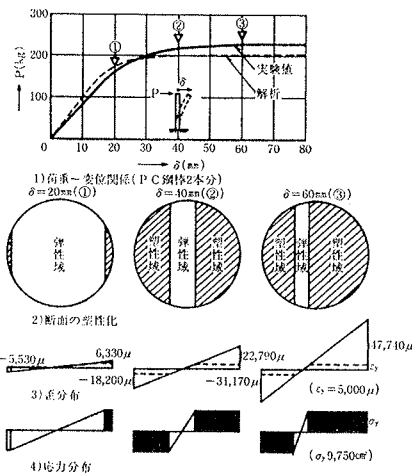 ① ② ③
300
200
100
P(kg)
実験値
解析
P δ
0 10 20 30 40 50 60 70 80
δ(mm)
1)荷重-変位関係(PC鋼棒2本分)
δ=20mm(①) δ=40mm(②) δ=60mm(③)
弾性域
塑性域 弾性域 塑性域
塑性域 弾性域 塑性域
2)断面の塑性化
-5,530μ 6,330μ
-18,200μ 22,790μ
-31,170μ 47,740μ
εy
(εy=5,000μ)
3)歪分布
σy
(σy 9,750㎠)
4)応力分布